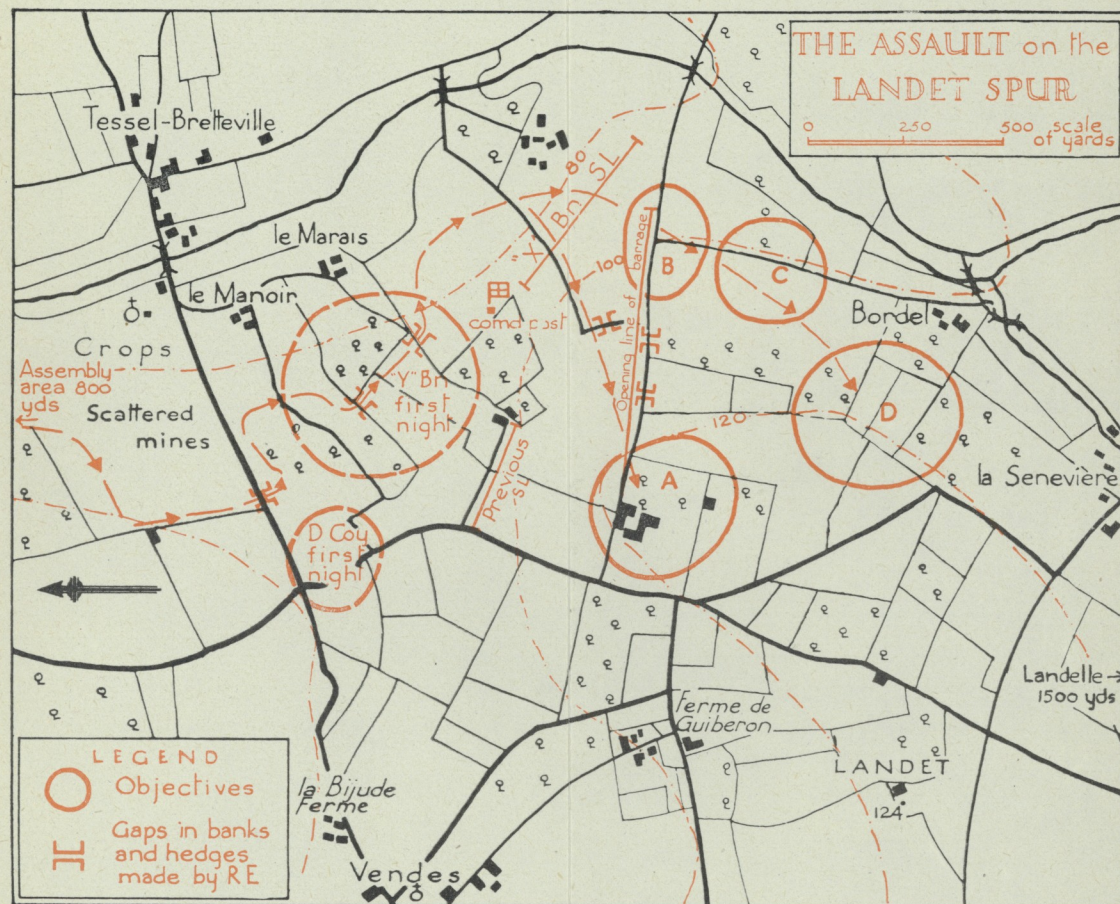 THE ASSAULT on the
LANDET SPUR
0 250 500 scale
of yards
Tessel-Bretteville
le Marais
le Manoir
Crops
Assembly
area 800
yds
Scattered
mines
80
"X" Bn SL
100
comd post
"Y" Bn
first
night
Previous
SL
D Coy
first
night
Opening line of barrage
B
C
A
D
120
Bordel
la Senevière
Landelle →
1500 yds
Ferme de
Guiberon
LANDET
124
la Bijude
Ferme
Vendes
LEGEND
Objectives
Gaps in banks
and hedges
made by RE